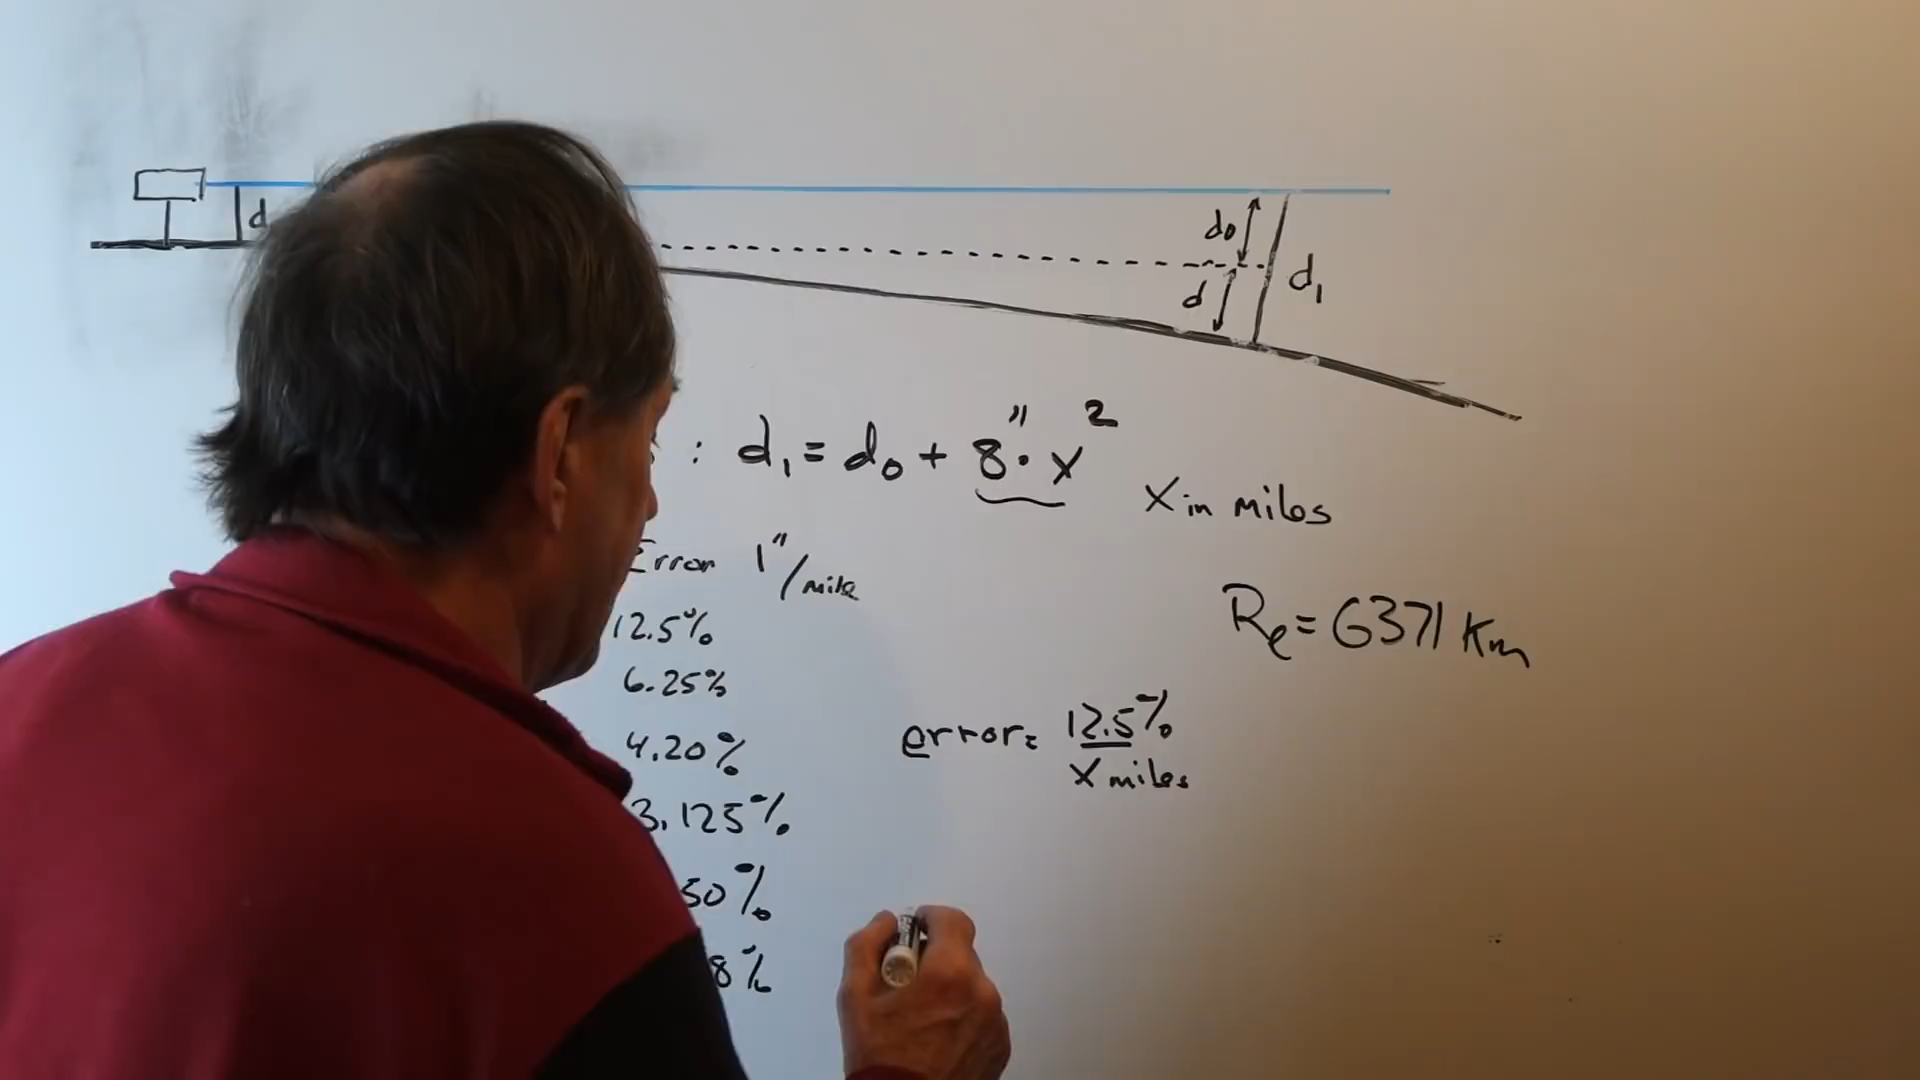 d
d0
d
d1
: d1 = d0 + 8"· x²
X in miles
Error 1"/mile
Re = 6371 Km
12.5%
6.25%
error= 12.5%
X miles
4.20%
3.125%
50%
8%